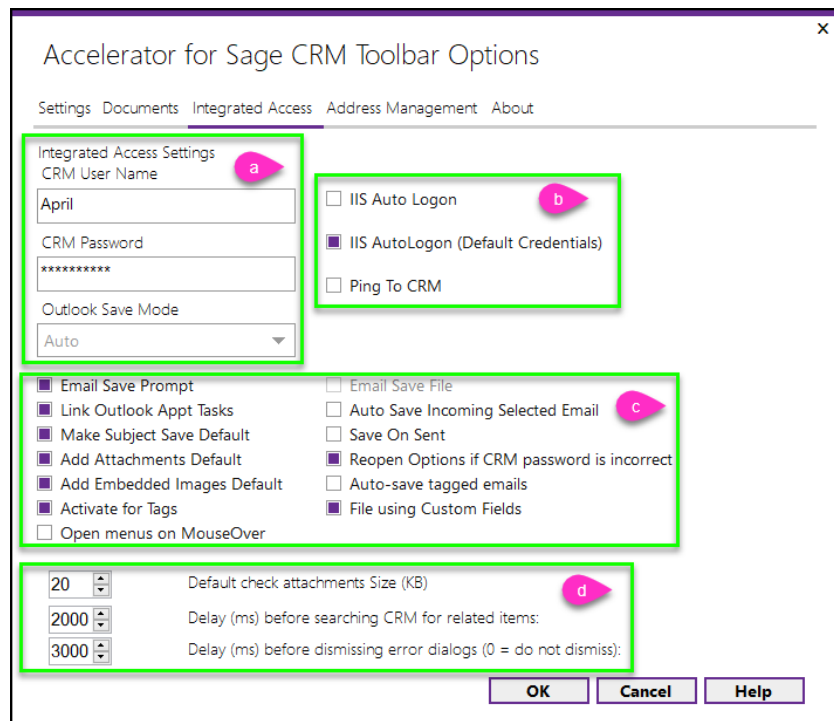 x
Accelerator for Sage CRM Toolbar Options
Settings Documents Integrated Access Address Management About
Integrated Access Settings
a
CRM User Name
April
CRM Password
**********
Outlook Save Mode
Auto
b
IIS Auto Logon
IIS AutoLogon (Default Credentials)
Ping To CRM
c
Email Save Prompt
Link Outlook Appt Tasks
Make Subject Save Default
Add Attachments Default
Add Embedded Images Default
Activate for Tags
Open menus on MouseOver
Email Save File
Auto Save Incoming Selected Email
Save On Sent
Reopen Options if CRM password is incorrect
Auto-save tagged emails
File using Custom Fields
d
20 Default check attachments Size (KB)
2000 Delay (ms) before searching CRM for related items:
3000 Delay (ms) before dismissing error dialogs (0 = do not dismiss):
OK Cancel Help